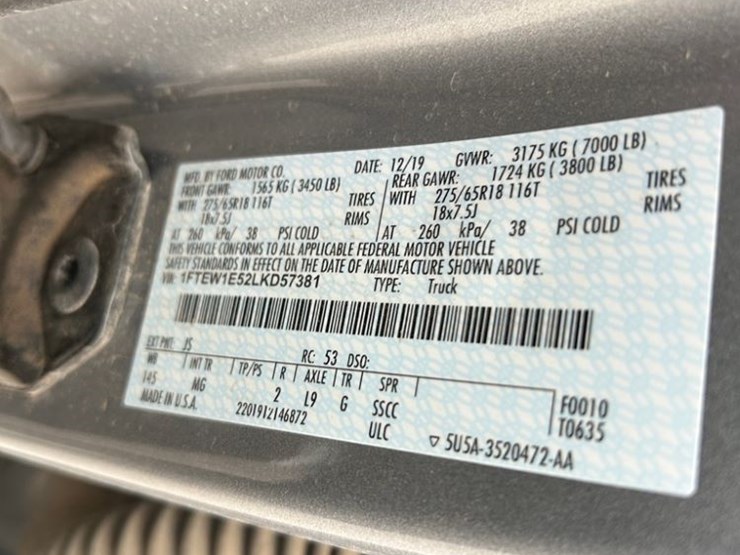 MFD. BY FORD MOTOR CO. DATE: 12/19 GVWR: 3175 KG ( 7000 LB)
FRONT GAWR: 1565 KG ( 3450 LB) REAR GAWR: 1724 KG ( 3800 LB)
WITH 275/65R18 116T TIRES WITH 275/65R18 116T TIRES
18x7.5J RIMS 18x7.5J RIMS
AT 260 kPa/ 38 PSI COLD AT 260 kPa/ 38 PSI COLD
THIS VEHICLE CONFORMS TO ALL APPLICABLE FEDERAL MOTOR VEHICLE
SAFETY STANDARDS IN EFFECT ON THE DATE OF MANUFACTURE SHOWN ABOVE.
VIN: 1FTEW1E52LKD57381 TYPE: Truck
EXT PNT: JS RC: 53 DSO:
WB INT TR TP/PS R AXLE TR SPR F0010
145 MG 2 L9 G SSCC T0635
MADE IN U.S.A. 2201912146872 ULC ▽ 5U5A-3520472-AA